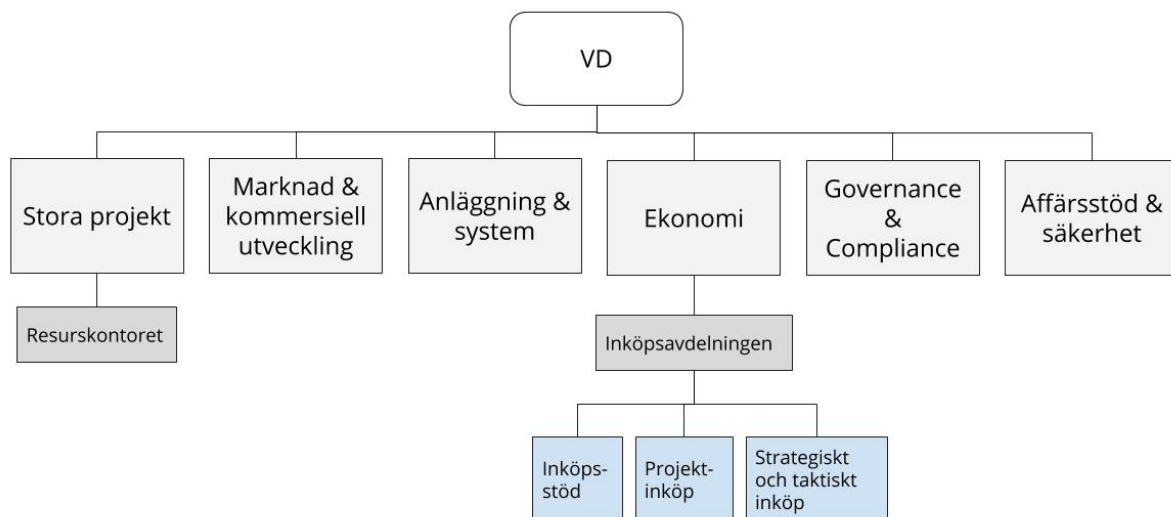 VD
Stora projekt
Marknad &
kommersiell
utveckling
Anläggning &
system
Ekonomi
Governance
&
Compliance
Affärsstöd &
säkerhet
Resurskontoret
Inköpsavdelningen
Inköps-
stöd
Projekt-
inköp
Strategiskt
och taktiskt
inköp